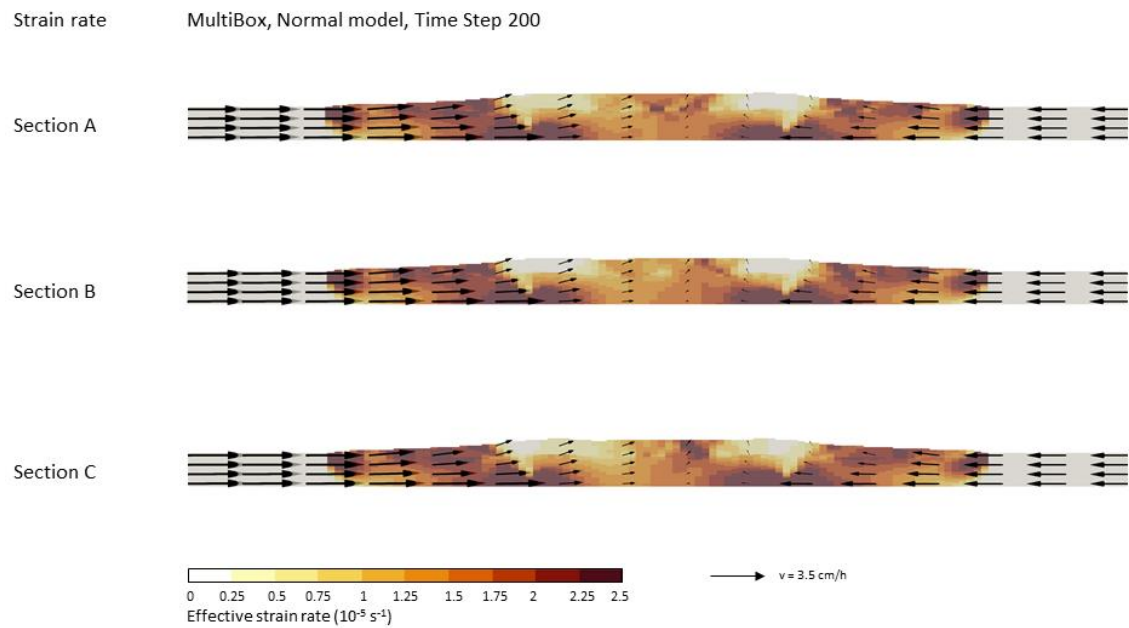 Strain rate MultiBox, Normal model, Time Step 200
Section A
Section B
Section C
0 0.25 0.5 0.75 1 1.25 1.5 1.75 2 2.25 2.5
v = 3.5 cm/h
Effective strain rate (10⁻⁵ s⁻¹)